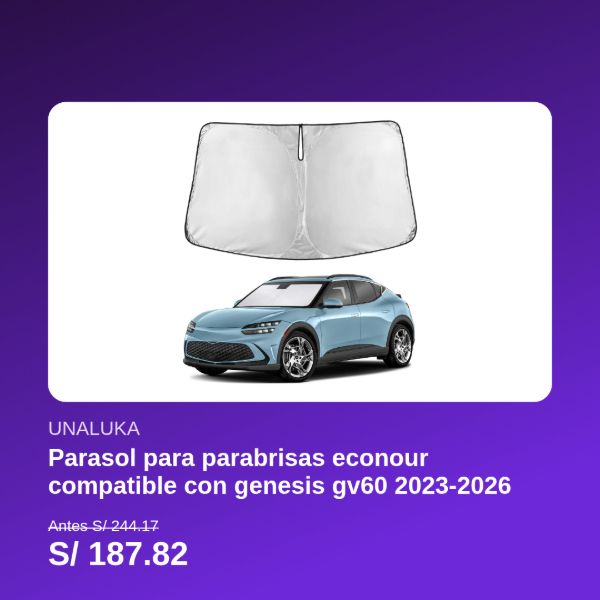 UNALUKA
Parasol para parabrisas econour
compatible con genesis gv60 2023-2026
Antes S/ 244.17
S/ 187.82